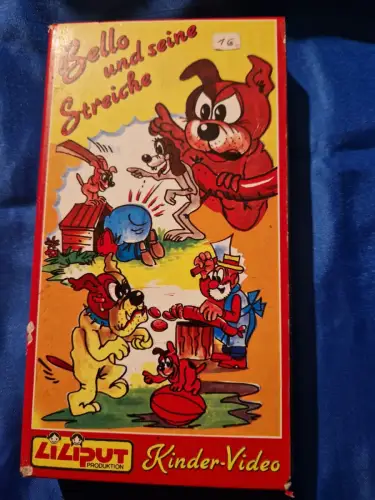 Bello
und seine
Streiche
16
LiLiPUT
PRODUKTION
Kinder-Video